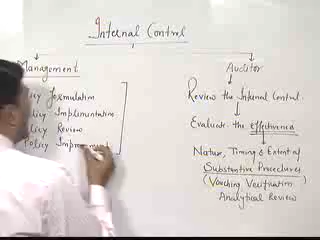 Internal Control
Management
Policy Formulation
Policy Implimentation
Policy Review
Policy Improvement
Auditor
Review the Internal Control
Evaluate the Effectiveness
Nature, Timing & Extent of
Substantive Procedures
(Vouching Verification
Analytical Review